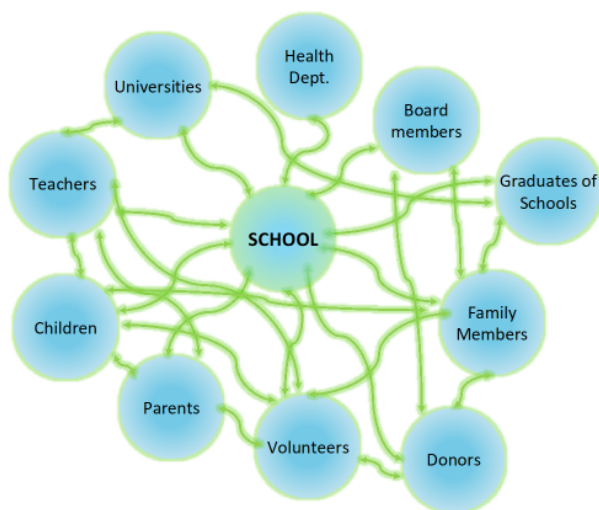 Health
Dept.
Universities
Board
members
Teachers
Graduates of
Schools
SCHOOL
Children
Family
Members
Parents
Volunteers
Donors